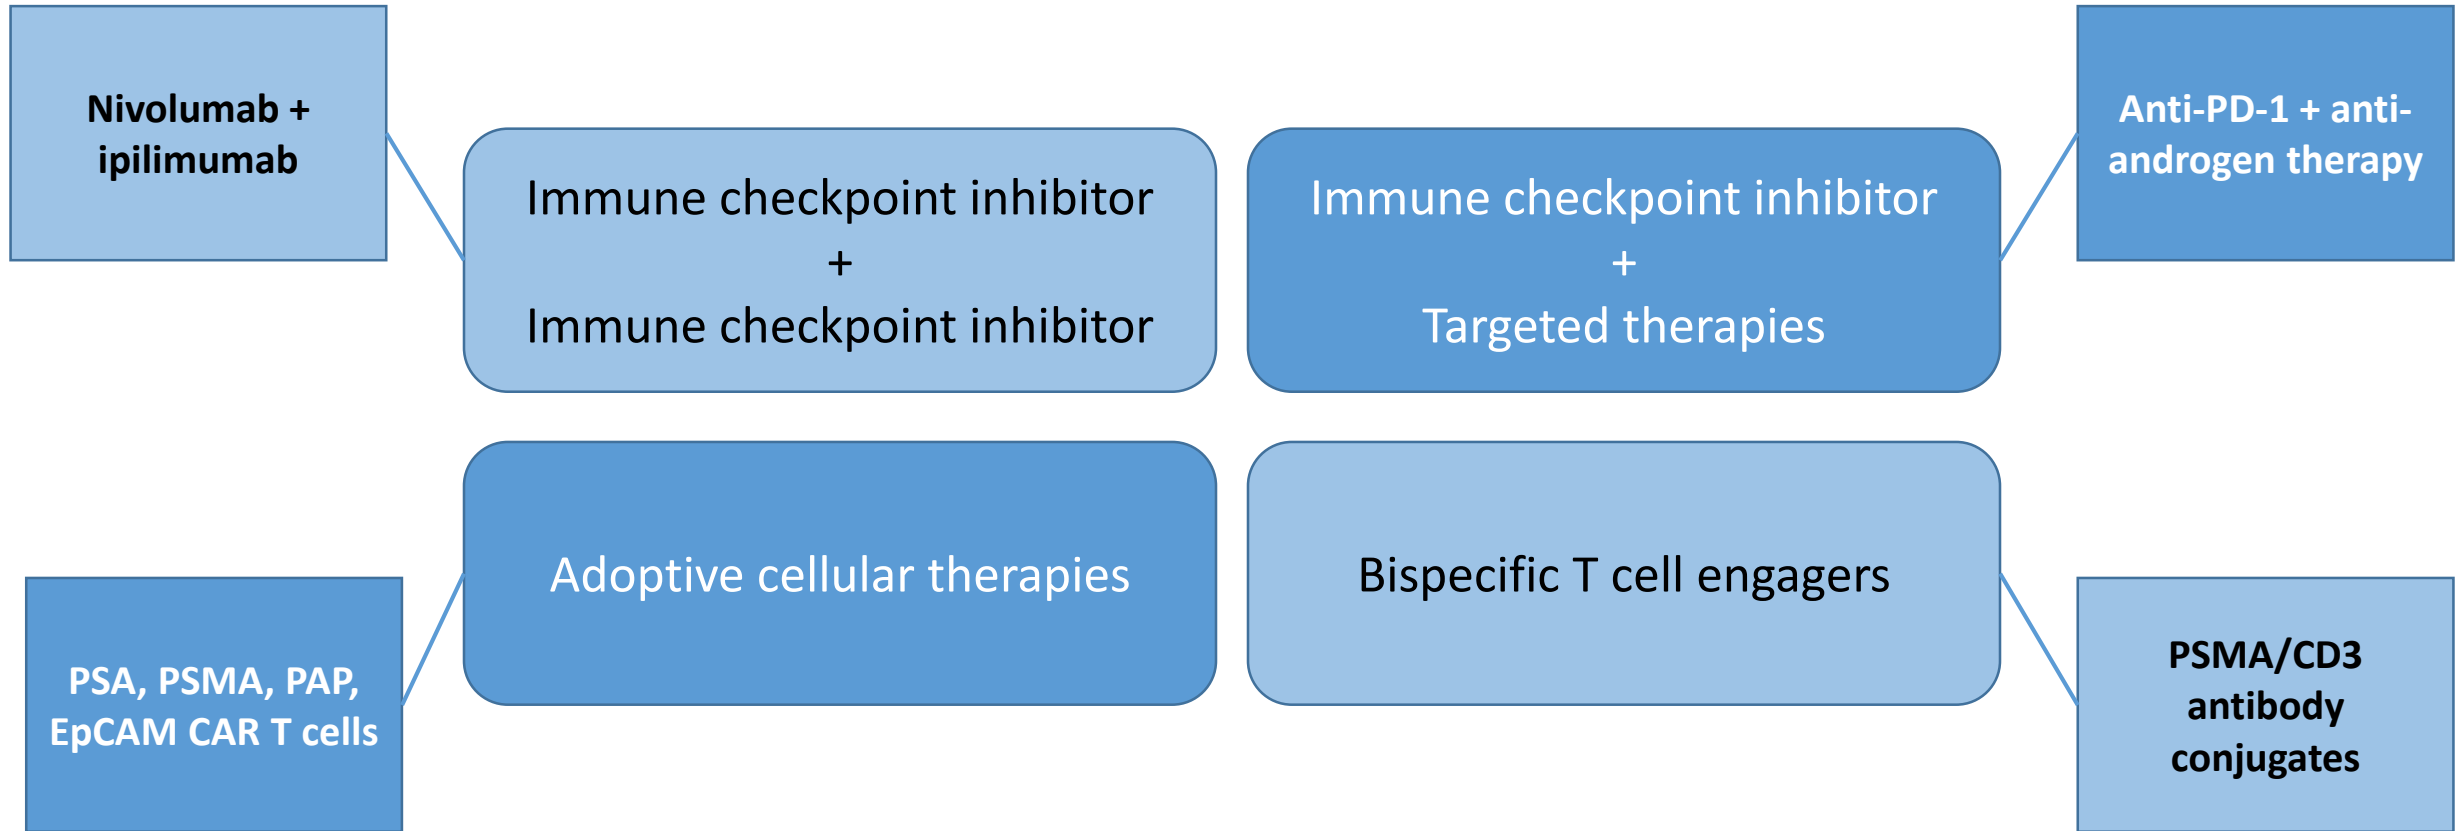 Nivolumab +
ipilimumab
Immune checkpoint inhibitor
+
Immune checkpoint inhibitor
Immune checkpoint inhibitor
+
Targeted therapies
Anti-PD-1 + anti-
androgen therapy
PSA, PSMA, PAP,
EpCAM CAR T cells
Adoptive cellular therapies
Bispecific T cell engagers
PSMA/CD3
antibody
conjugates